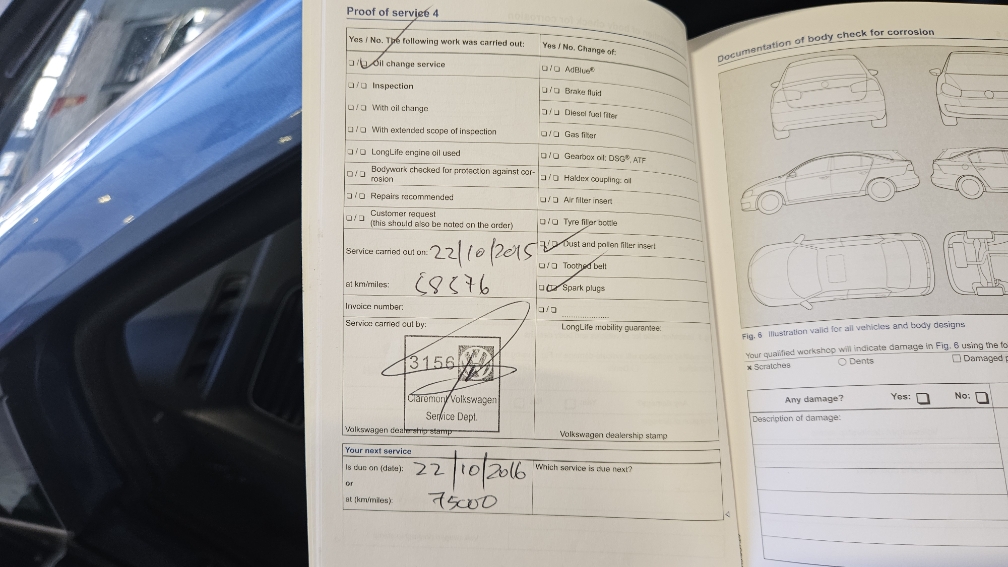 Proof of service 4
Yes / No. The following work was carried out:
Oil change service
Inspection
With oil change
With extended scope of inspection
LongLife engine oil used
Bodywork checked for protection against cor-
rosion
Repairs recommended
Customer request
(this should also be noted on the order)
Service carried out on: 22/10/2015
at km/miles:
Invoice number:
Service carried out by:
3156
Claremont Volkswagen
Service Dept.
Volkswagen dealership stamp
Yes / No. Change of:
AdBlue®
Brake fluid
Diesel fuel filter
Gas filter
Gearbox oil: DSG®, ATF
Haldex coupling: oil
Air filter insert
Tyre filler bottle
Dust and pollen filter insert
Toothed belt
Spark plugs
LongLife mobility guarantee:
Volkswagen dealership stamp
Your next service
Is due on (date): 22/10/2016
or
at (km/miles): 75000
Which service is due next?
Documentation of body check for corrosion
Fig. 6 Illustration valid for all vehicles and body designs
Your qualified workshop will indicate damage in Fig. 6 using the fo
x Scratches
Dents
Damaged p
Any damage? Yes: No:
Description of damage: